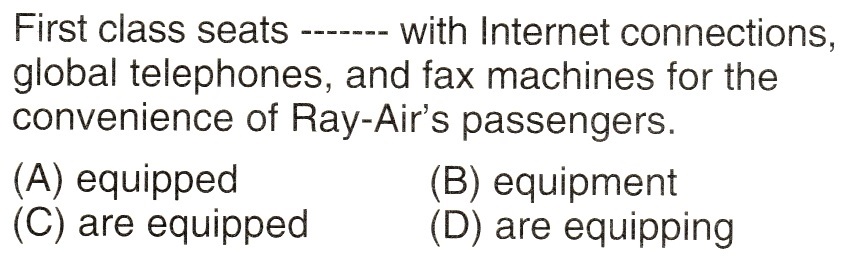 First class seats ------- with Internet connections,
global telephones, and fax machines for the
convenience of Ray-Air's passengers.
(A) equipped (B) equipment
(C) are equipped (D) are equipping